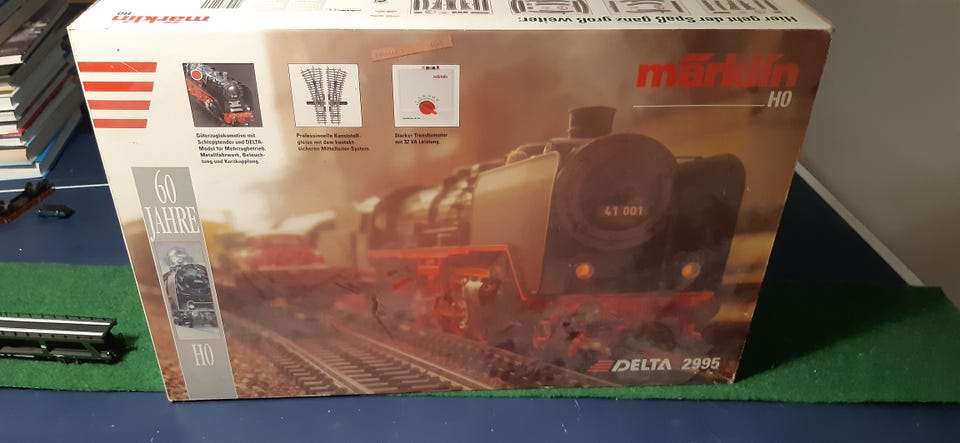 märklin
HO
Hier geht der Spaß ganz groß weiter:
märklin
HO
Güterzuglokomotive mit
Schlepptender und DELTA-
Modul für Mehrzugbetrieb.
Metallfahrwerk, Beleuch-
tung und Kurzkupplung.
Professionelle Kunststoff-
gleise mit dem kontakt-
sicheren Mittelleiter-System.
Starker Transformator
mit 32 VA Leistung.
märklin
60
JAHRE
HO
41 001
DELTA 2995